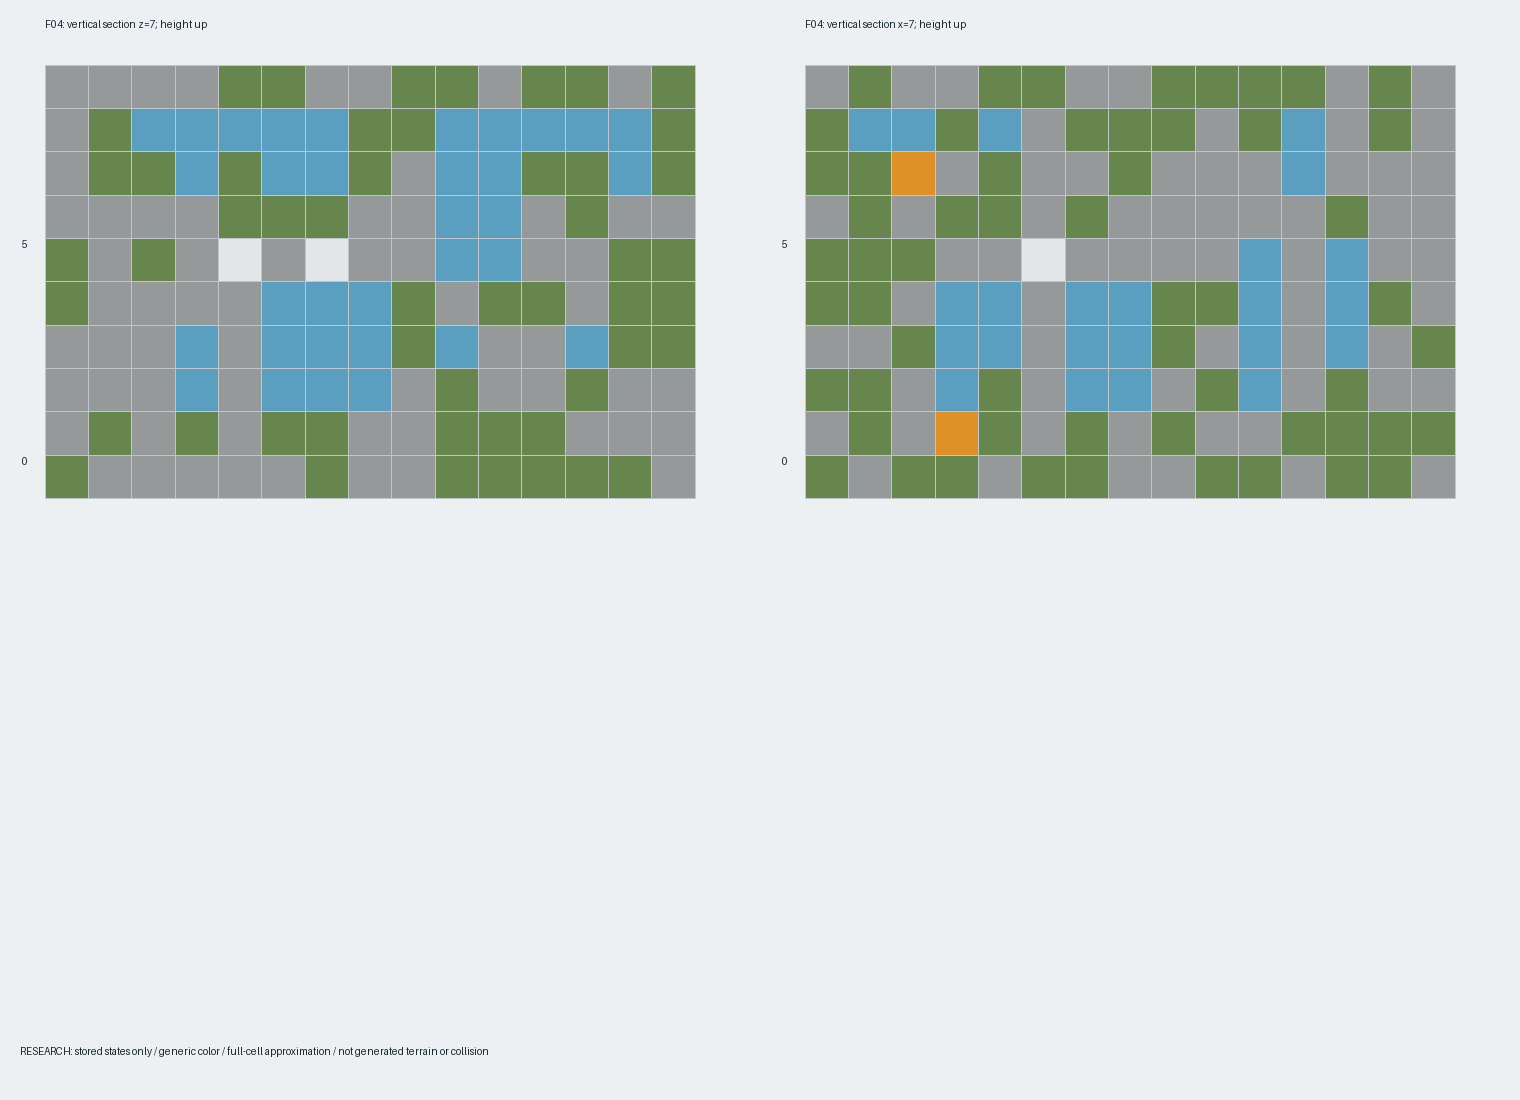 F04: vertical section z=7; height up
F04: vertical section x=7; height up
5
5
0
0
RESEARCH: stored states only / generic color / full-cell approximation / not generated terrain or collision